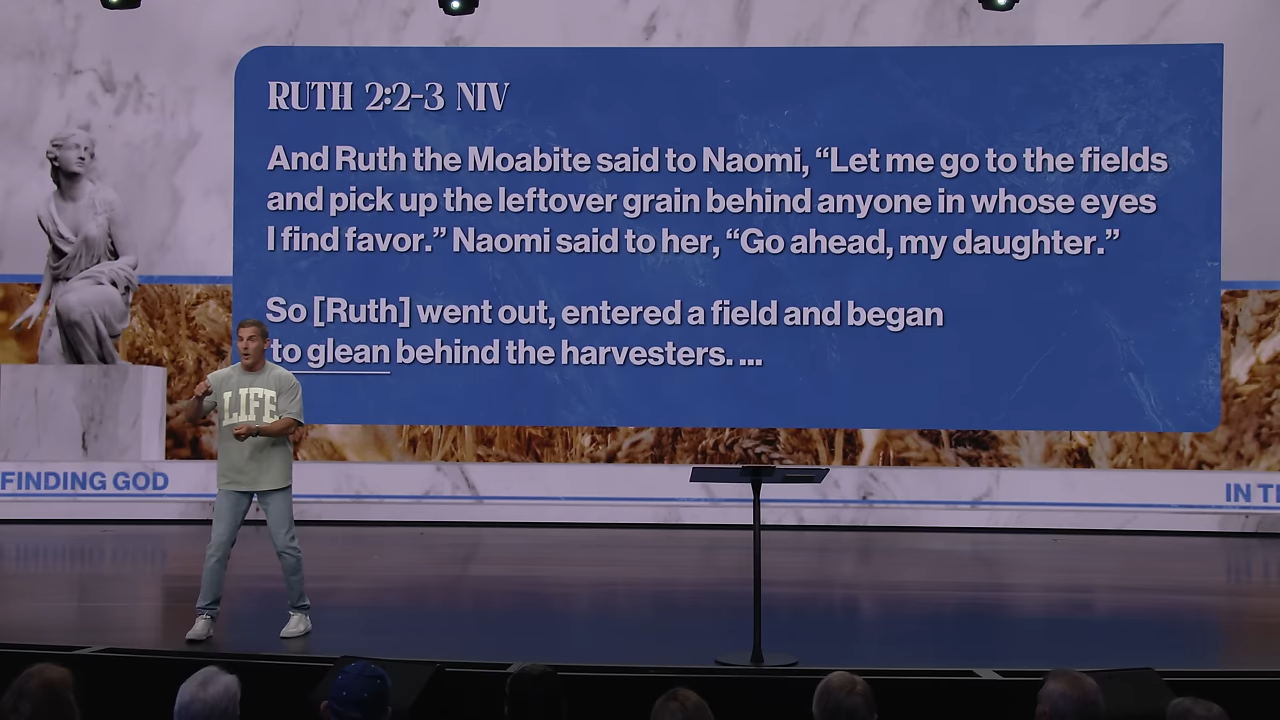 RUTH 2:2-3 NIV
And Ruth the Moabite said to Naomi, “Let me go to the fields
and pick up the leftover grain behind anyone in whose eyes
I find favor.” Naomi said to her, “Go ahead, my daughter.”
So [Ruth] went out, entered a field and began
to glean behind the harvesters. ...
LIFE
FINDING GOD
IN T